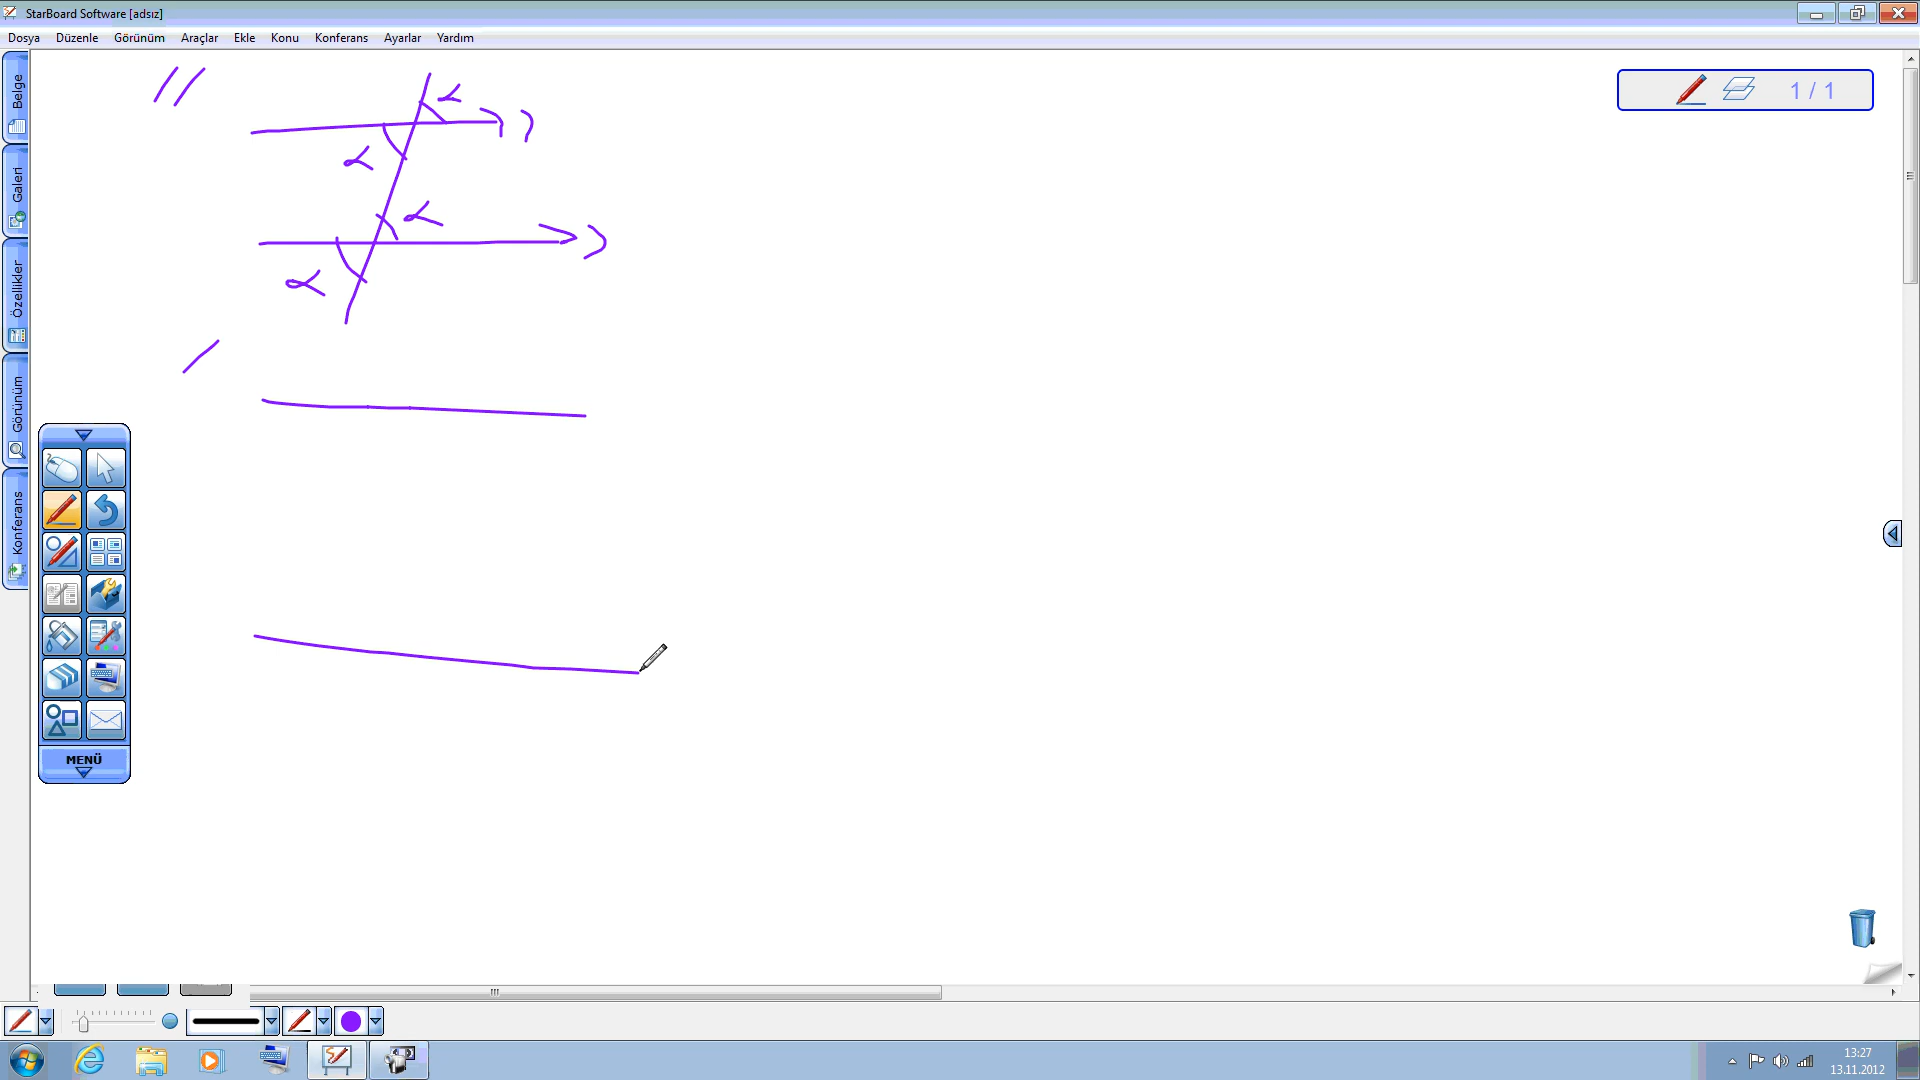 StarBoard Software [adsız]
Dosya Düzenle Görünüm Araçlar Ekle Konu Konferans Ayarlar Yardım
Belge
Galeri
Özellikler
Görünüm
Konferans
1 / 1
α
α
α
α
MENÜ
13:27
13.11.2012